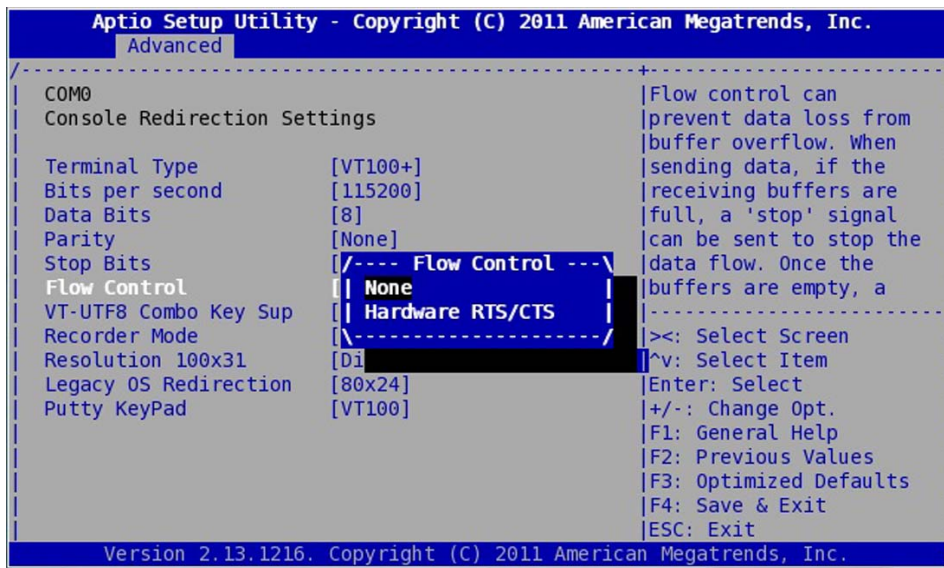 Aptio Setup Utility - Copyright (C) 2011 American Megatrends, Inc.
Advanced
/----------------------------------------------------+-------------------------
| COM0 |Flow control can
| Console Redirection Settings |prevent data loss from
| |buffer overflow. When
| Terminal Type [VT100+] |sending data, if the
| Bits per second [115200] |receiving buffers are
| Data Bits [8] |full, a 'stop' signal
| Parity [None] |can be sent to stop the
| Stop Bits [/---- Flow Control ---\ |data flow. Once the
| Flow Control [| None | |buffers are empty, a
| VT-UTF8 Combo Key Sup [| Hardware RTS/CTS | |-------------------------
| Recorder Mode [\----------------------/ |><: Select Screen
| Resolution 100x31 [Di |^v: Select Item
| Legacy OS Redirection [80x24] |Enter: Select
| Putty KeyPad [VT100] |+/-: Change Opt.
| |F1: General Help
| |F2: Previous Values
| |F3: Optimized Defaults
| |F4: Save & Exit
| |ESC: Exit
Version 2.13.1216. Copyright (C) 2011 American Megatrends, Inc.